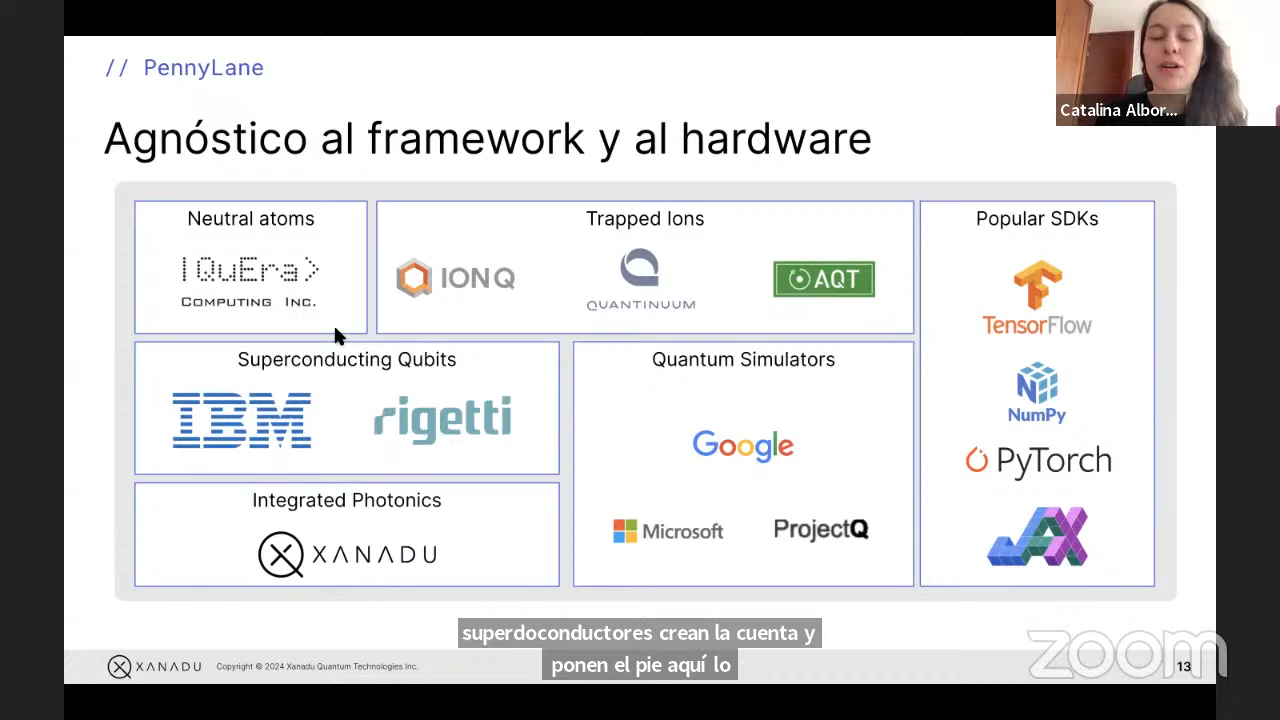 // PennyLane
Catalina Albor...
Agnóstico al framework y al hardware
Neutral atoms
|QuEra>
COMPUTING INC.
Trapped Ions
IONQ
QUANTINUUM
AQT
Popular SDKs
TensorFlow
NumPy
PyTorch
JAX
Superconducting Qubits
IBM
rigetti
Quantum Simulators
Google
Microsoft
ProjectQ
Integrated Photonics
XANADU
superdoconductores crean la cuenta y
ponen el pie aquí lo
XANADU
Copyright © 2024 Xanadu Quantum Technologies Inc.
zoom
13